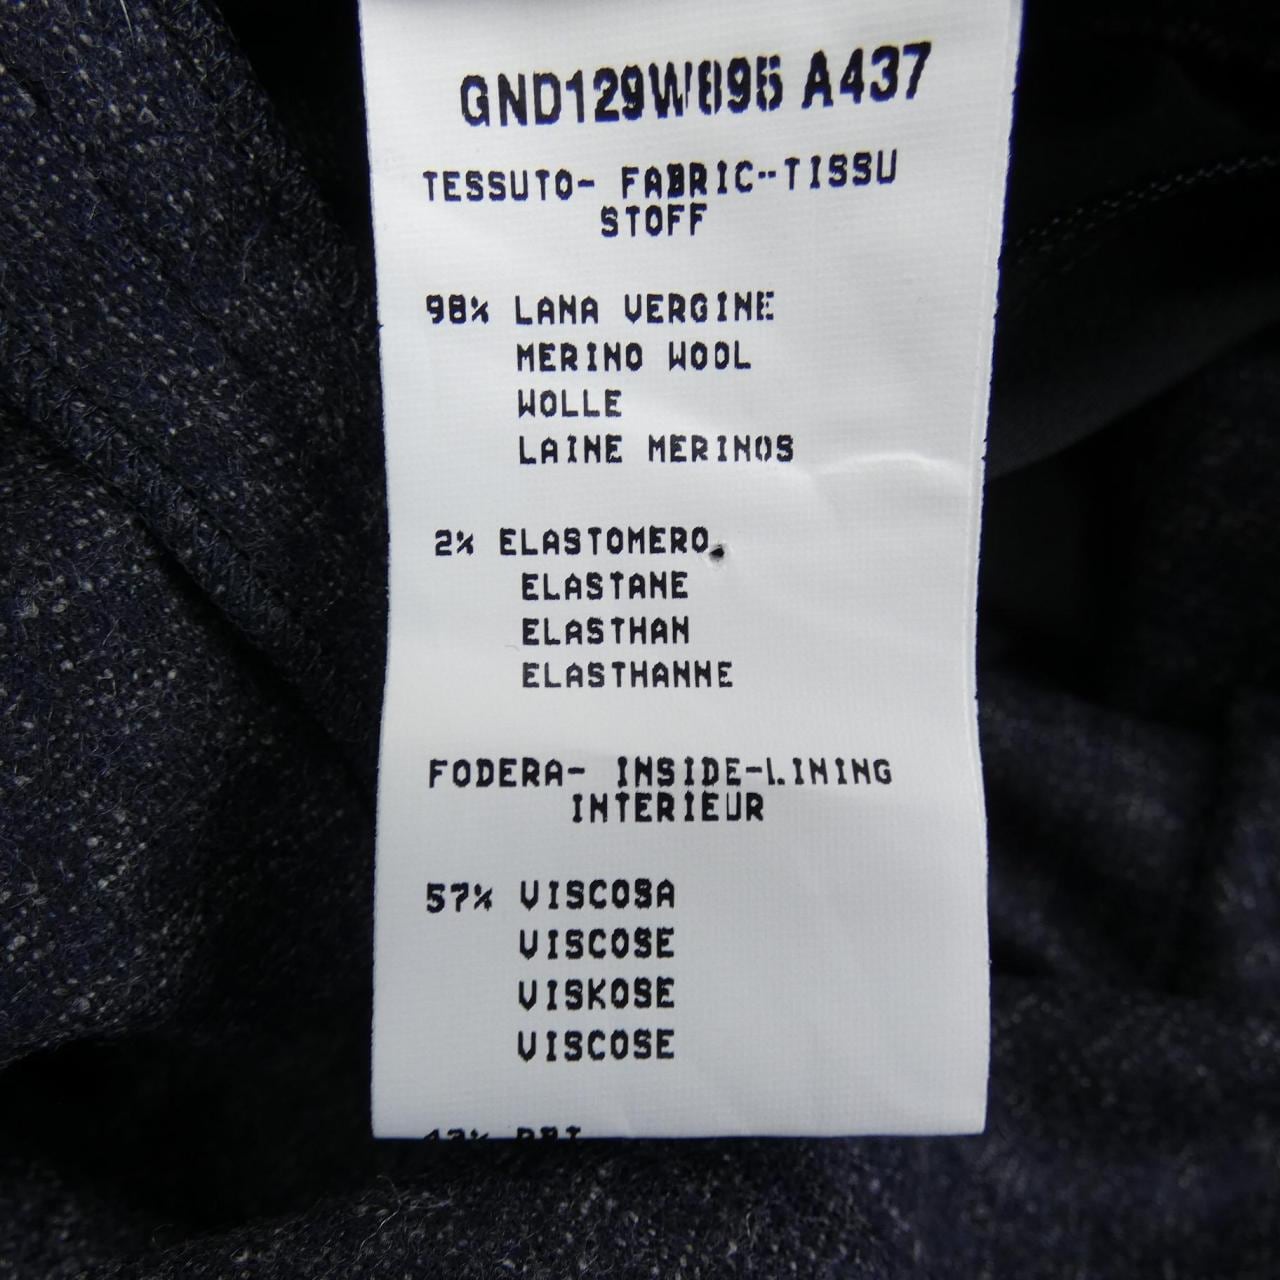 GND129W895 A437
TESSUTO- FABRIC--TISSU
STOFF
98% LANA VERGINE
MERINO WOOL
WOLLE
LAINE MERINOS
2% ELASTOMERO
ELASTANE
ELASTHAN
ELASTHANNE
FODERA- INSIDE-LINING
INTERIEUR
57% VISCOSA
VISCOSE
VISKOSE
VISCOSE